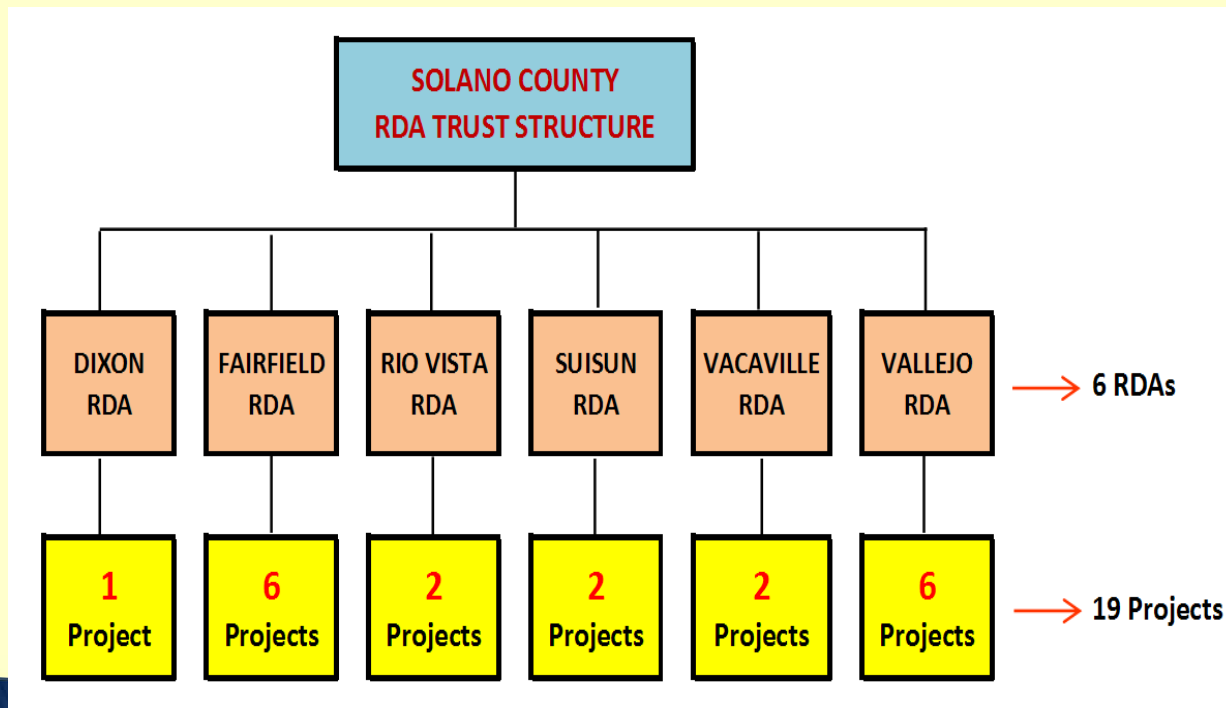 SOLANO COUNTY
RDA TRUST STRUCTURE
DIXON
RDA
FAIRFIELD
RDA
RIO VISTA
RDA
SUISUN
RDA
VACAVILLE
RDA
VALLEJO
RDA
6 RDAs
1
Project
6
Projects
2
Projects
2
Projects
2
Projects
6
Projects
19 Projects